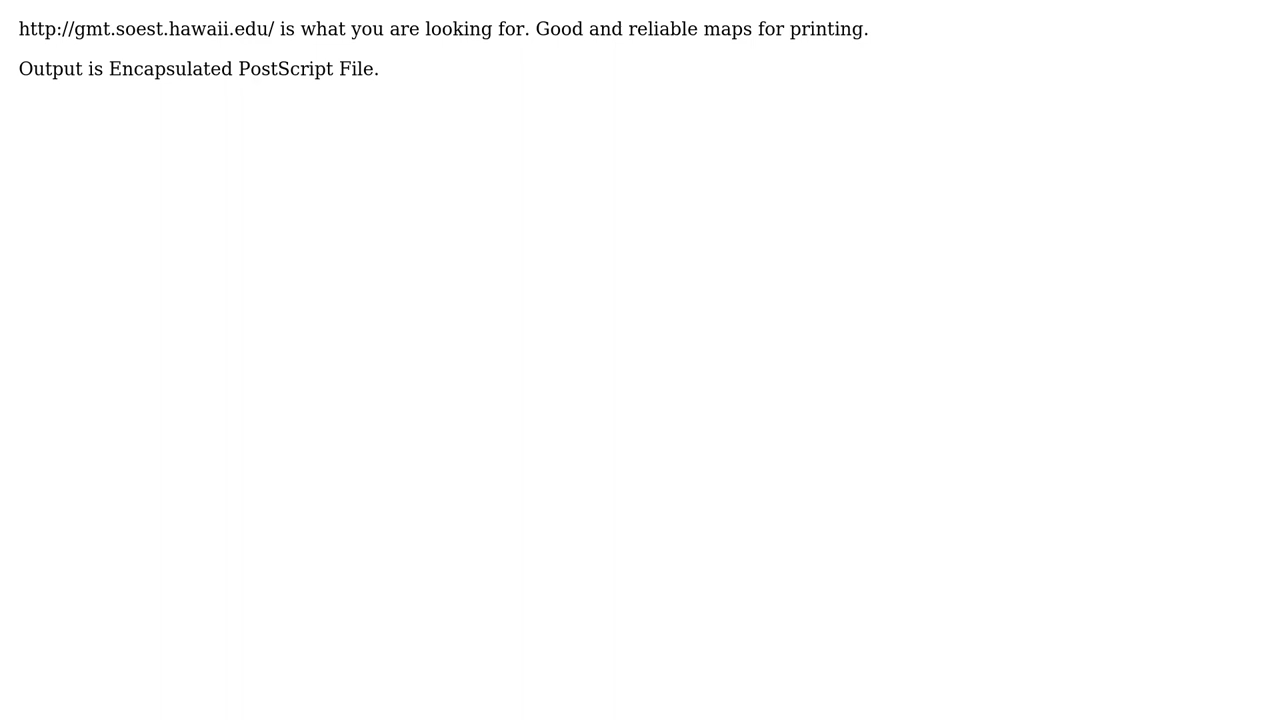 http://gmt.soest.hawaii.edu/ is what you are looking for. Good and reliable maps for printing.
Output is Encapsulated PostScript File.